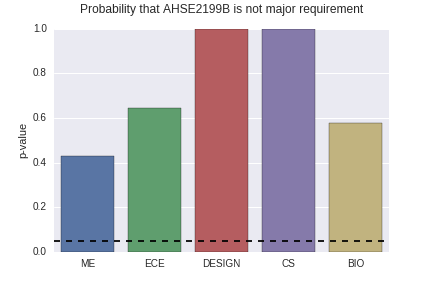 Probability that AHSE2199B is not major requirement
1.0
0.8
0.6
0.4
0.2
0.0
p-value
ME ECE DESIGN CS BIO